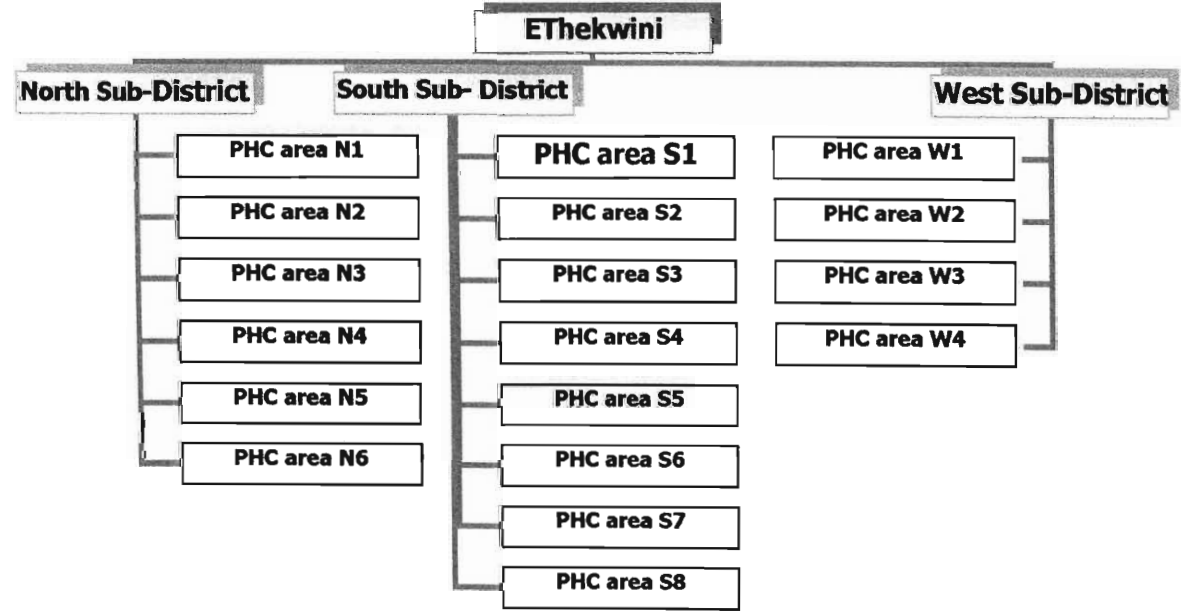 EThekwini
North Sub-District
South Sub- District
West Sub-District
PHC area N1
PHC area N2
PHC area N3
PHC area N4
PHC area N5
PHC area N6
PHC area S1
PHC area S2
PHC area S3
PHC area S4
PHC area S5
PHC area S6
PHC area S7
PHC area S8
PHC area W1
PHC area W2
PHC area W3
PHC area W4